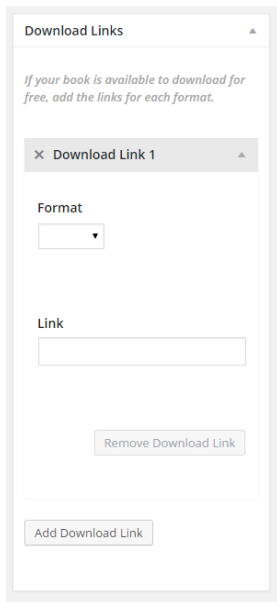 Download Links
If your book is available to download for
free, add the links for each format.
Download Link 1
Format
Link
Remove Download Link
Add Download Link